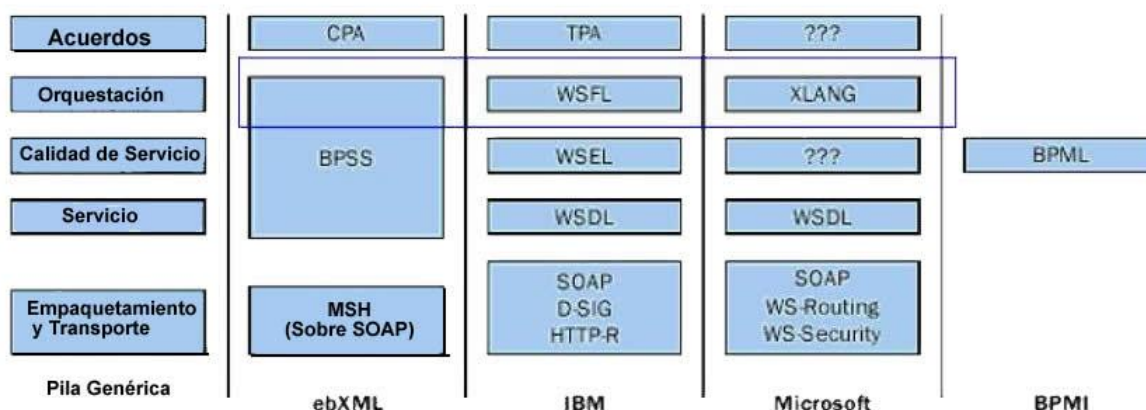 Acuerdos
CPA
TPA
???
Orquestación
WSFL
XLANG
Calidad de Servicio
BPSS
WSEL
???
BPML
Servicio
WSDL
WSDL
Empaquetamiento
y Transporte
MSH
(Sobre SOAP)
SOAP
D-SIG
HTTP-R
SOAP
WS-Routing
WS-Security
Pila Genérica
ebXML
IBM
Microsoft
BPMI